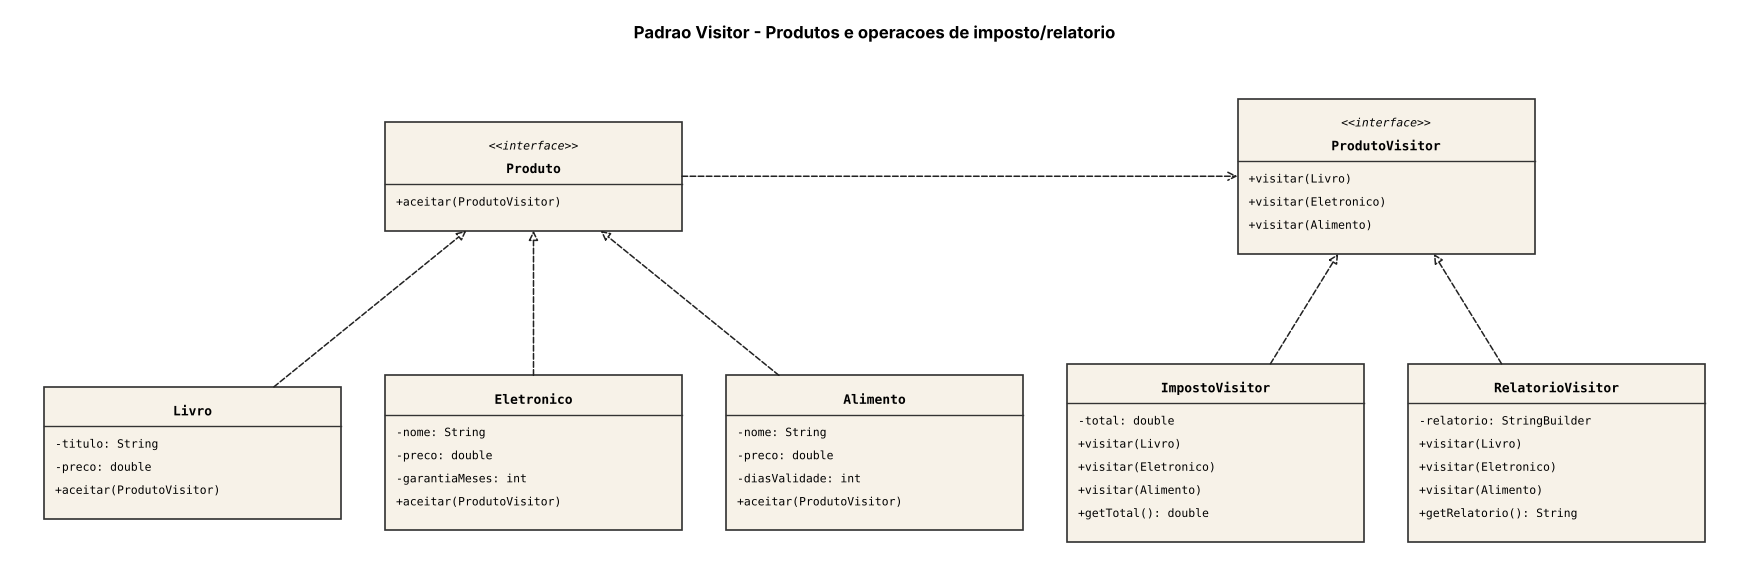 Padrao Visitor - Produtos e operacoes de imposto/relatorio
<<interface>>
Produto
+aceitar(ProdutoVisitor)
<<interface>>
ProdutoVisitor
+visitar(Livro)
+visitar(Eletronico)
+visitar(Alimento)
Livro
-titulo: String
-preco: double
+aceitar(ProdutoVisitor)
Eletronico
-nome: String
-preco: double
-garantiaMeses: int
+aceitar(ProdutoVisitor)
Alimento
-nome: String
-preco: double
-diasValidade: int
+aceitar(ProdutoVisitor)
ImpostoVisitor
-total: double
+visitar(Livro)
+visitar(Eletronico)
+visitar(Alimento)
+getTotal(): double
RelatorioVisitor
-relatorio: StringBuilder
+visitar(Livro)
+visitar(Eletronico)
+visitar(Alimento)
+getRelatorio(): String